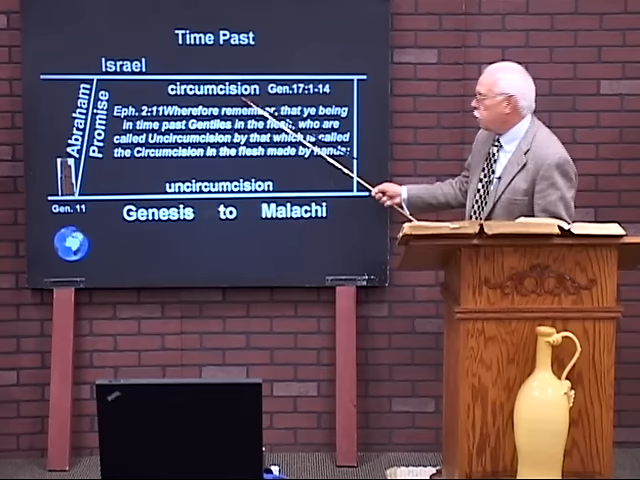 Time Past
Israel
circumcision Gen.17:1-14
Abraham
Promise
Eph. 2:11Wherefore remember, that ye being
in time past Gentiles in the flesh, who are
called Uncircumcision by that which is called
the Circumcision in the flesh made by hands:
uncircumcision
Gen. 11
Genesis to Malachi
ThinkPad